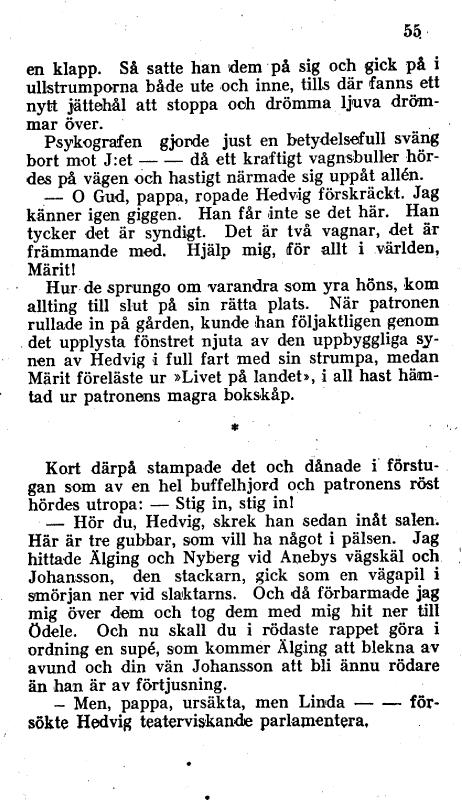 55
en klapp. Så satte han dem på sig och gick på i
ullstrumporna både ute och inne, tills där fanns ett
nytt jättehål att stoppa och drömma ljuva dröm-
mar över.
Psykografen gjorde just en betydelsefull sväng
bort mot J:et — — då ett kraftigt vagnsbuller hör-
des på vägen och hastigt närmade sig uppåt allén.
— O Gud, pappa, ropade Hedvig förskräckt. Jag
känner igen giggen. Han får inte se det här. Han
tycker det är syndigt. Det är två vagnar, det är
främmande med. Hjälp mig, för allt i världen,
Märit!
Hur de sprungo om varandra som yra höns, kom
allting till slut på sin rätta plats. När patronen
rullade in på gården, kunde han följaktligen genom
det upplysta fönstret njuta av den uppbyggliga sy-
nen av Hedvig i full fart med sin strumpa, medan
Märit föreläste ur »Livet på landet», i all hast häm-
tad ur patronens magra bokskåp.
*
Kort därpå stampade det och dånade i förstu-
gan som av en hel buffelhjord och patronens röst
hördes utropa: — Stig in, stig in!
— Hör du, Hedvig, skrek han sedan inåt salen.
Här är tre gubbar, som vill ha något i pälsen. Jag
hittade Älging och Nyberg vid Anebys vägskäl och
Johansson, den stackarn, gick som en vägapil i
smörjan ner vid slaktarns. Och då förbarmade jag
mig över dem och tog dem med mig hit ner till
Ödele. Och nu skall du i rödaste rappet göra i
ordning en supé, som kommer Älging att blekna av
avund och din vän Johansson att bli ännu rödare
än han är av förtjusning.
– Men, pappa, ursäkta, men Linda — — för-
sökte Hedvig teaterviskande parlamentera.